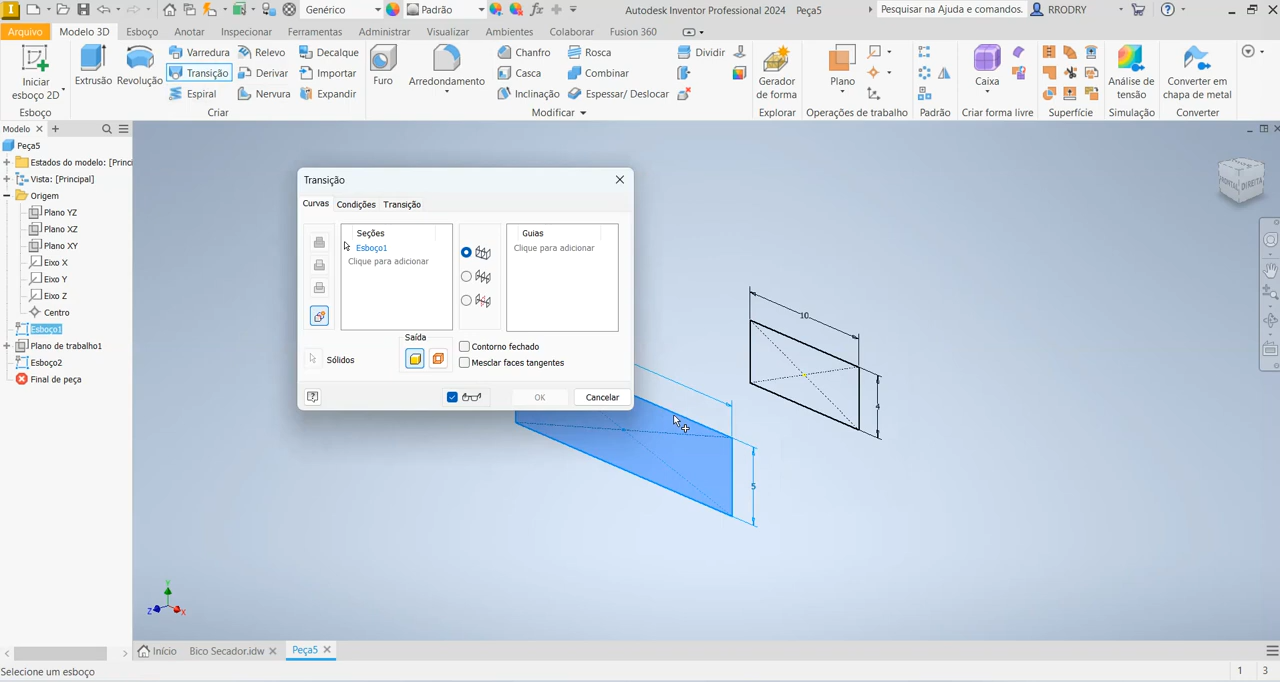 Genérico Padrão Autodesk Inventor Professional 2024 Peça5 Pesquisar na Ajuda e comandos. RRODRY
Arquivo Modelo 3D Esboço Anotar Inspecionar Ferramentas Administrar Visualizar Ambientes Colaborar Fusion 360
Iniciar esboço 2D Extrusão Revolução Varredura Relevo Decalque Furo Arredondamento Chanfro Rosca Dividir Gerador de forma Plano Caixa Análise de tensão Converter em chapa de metal
Transição Derivar Importar Casca Combinar
Espiral Nervura Expandir Inclinação Espessar/ Deslocar
Esboço Criar Modificar Explorar Operações de trabalho Padrão Criar forma livre Superfície Simulação Converter
Modelo
Peça5
Estados do modelo: [Princi
Vista: [Principal]
Origem
Plano YZ
Plano XZ
Plano XY
Eixo X
Eixo Y
Eixo Z
Centro
Esboço1
Plano de trabalho1
Esboço2
Final de peça
Transição
Curvas Condições Transição
Seções Guias
Esboço1 Clique para adicionar
Clique para adicionar
Saída
Sólidos
Contorno fechado
Mesclar faces tangentes
OK Cancelar
10
4
5
FRONTAL DIREITA
Y
Z X
Início Bico Secador.idw Peça5
Selecione um esboço 1 3